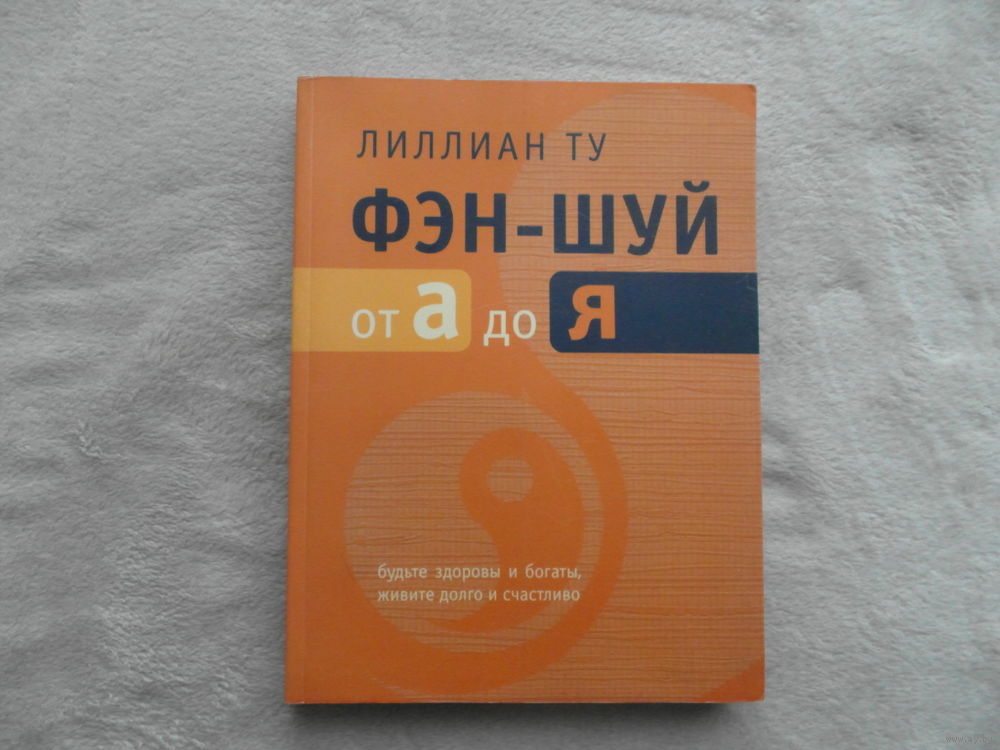 ЛИЛЛИАН ТУ
ФЭН-ШУЙ
от а до Я
будьте здоровы и богаты,
живите долго и счастливо